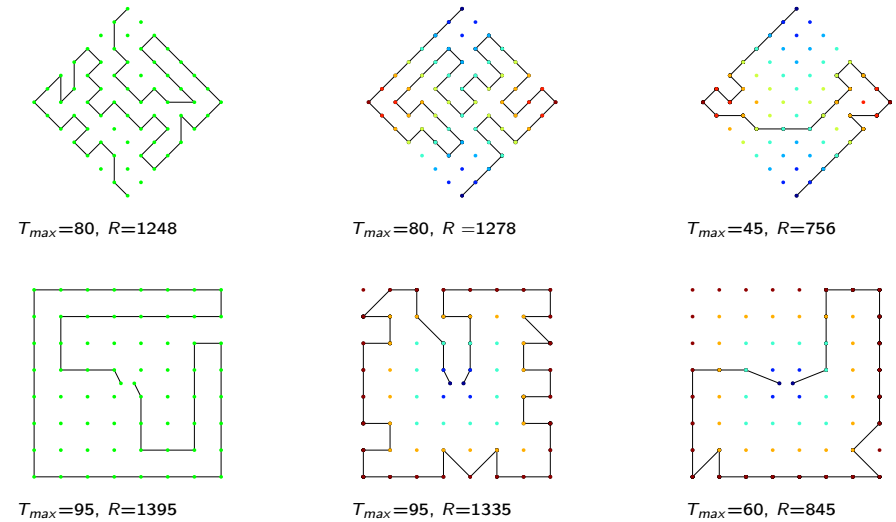 T_max=80, R=1248
T_max=80, R =1278
T_max=45, R=756
T_max=95, R=1395
T_max=95, R=1335
T_max=60, R=845